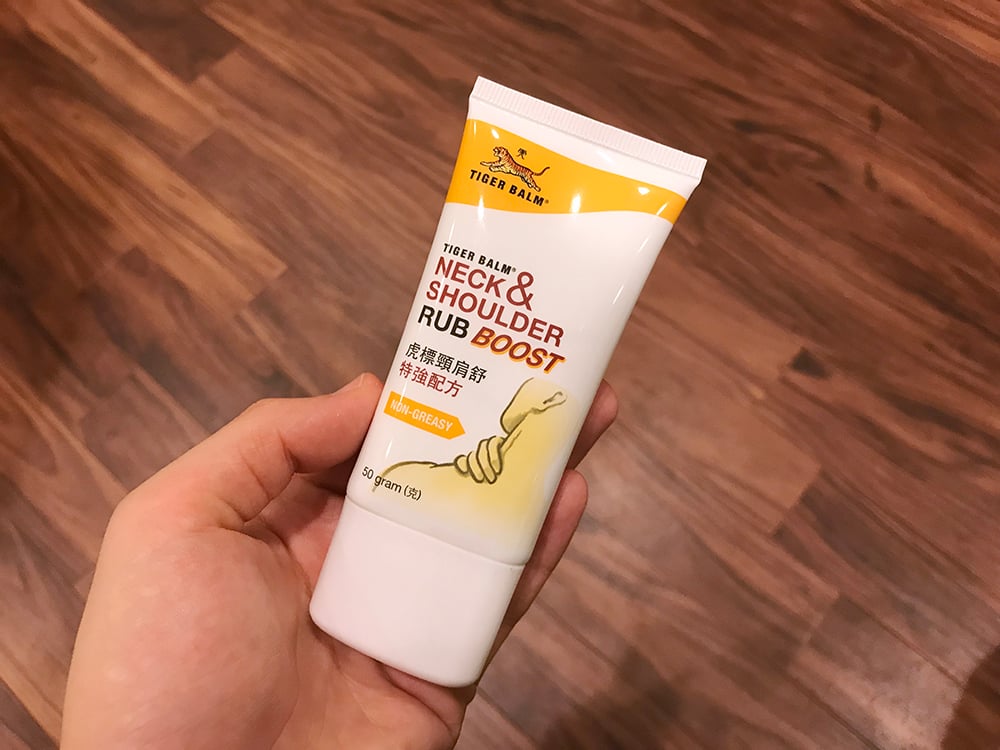 TIGER BALM®
TIGER BALM®
NECK &
SHOULDER
RUB BOOST
虎標頸肩舒
特強配方
NON-GREASY
50 gram (克)